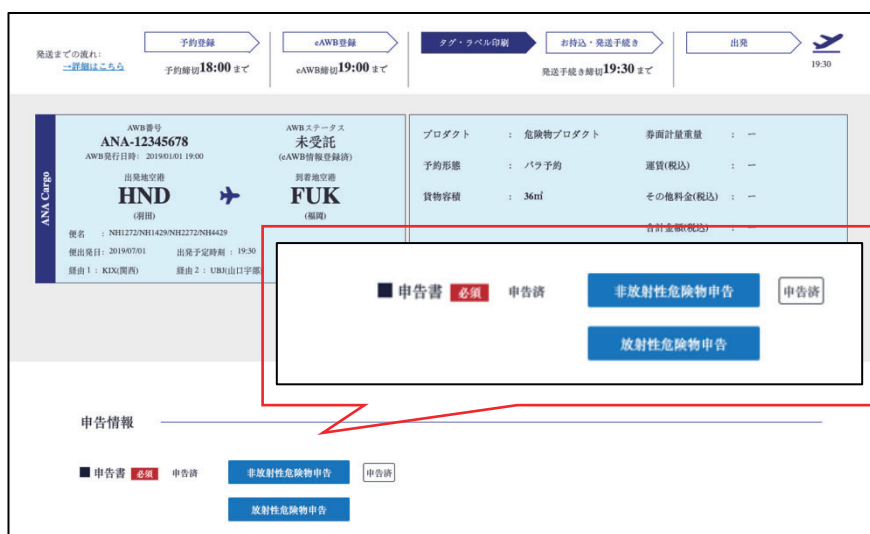 発送までの流れ:
→詳細はこちら
予約登録
予約締切18:00 まで
eAWB登録
eAWB締切19:00 まで
タグ・ラベル印刷
お持込・発送手続き
発送手続き締切19:30 まで
出発
19:30
ANA Cargo
AWB番号
ANA-12345678
AWB発行日時: 2019/01/01 19:00
AWBステータス
未受託
(eAWB情報登録済)
出発地空港
HND
(羽田)
到着地空港
FUK
(福岡)
便名 : NH1272/NH1429/NH2272/NH4429
便出発日: 2019/07/01 出発予定時刻 : 19:30
経由1 : KIX(関西) 経由2 : UBJ(山口宇部)
プロダクト : 危険物プロダクト
予約形態 : バラ予約
貨物容積 : 36㎥
券面計量重量 : ー
運賃(税込) : ー
その他料金(税込) : ー
合計金額(税込) : ー
■ 申告書 必須 申告済 非放射性危険物申告 申告済
放射性危険物申告
申告情報
■ 申告書 必須 申告済 非放射性危険物申告 申告済
放射性危険物申告